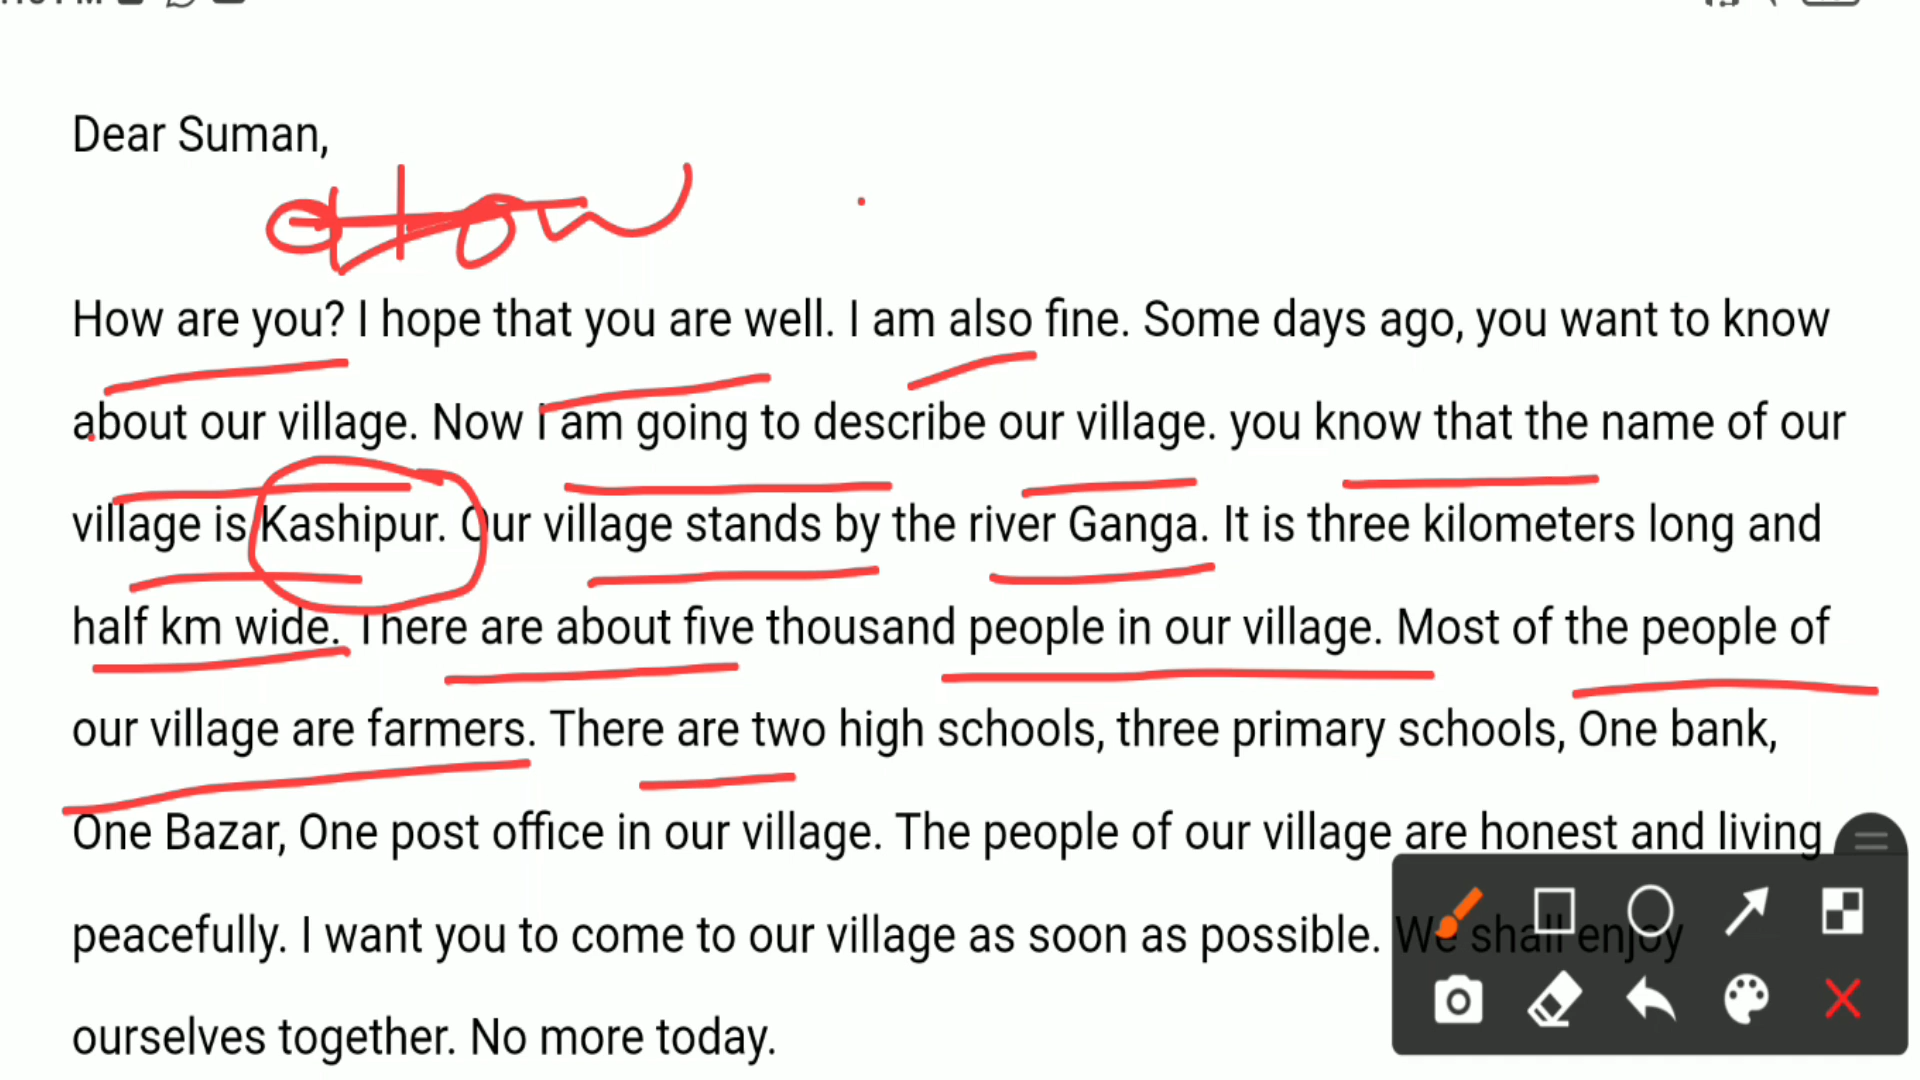 Dear Suman,
How
How are you? I hope that you are well. I am also fine. Some days ago, you want to know
about our village. Now i am going to describe our village. you know that the name of our
village is Kashipur. Our village stands by the river Ganga. It is three kilometers long and
half km wide. There are about five thousand people in our village. Most of the people of
our village are farmers. There are two high schools, three primary schools, One bank,
One Bazar, One post office in our village. The people of our village are honest and living
peacefully. I want you to come to our village as soon as possible. We shall enjoy
ourselves together. No more today.